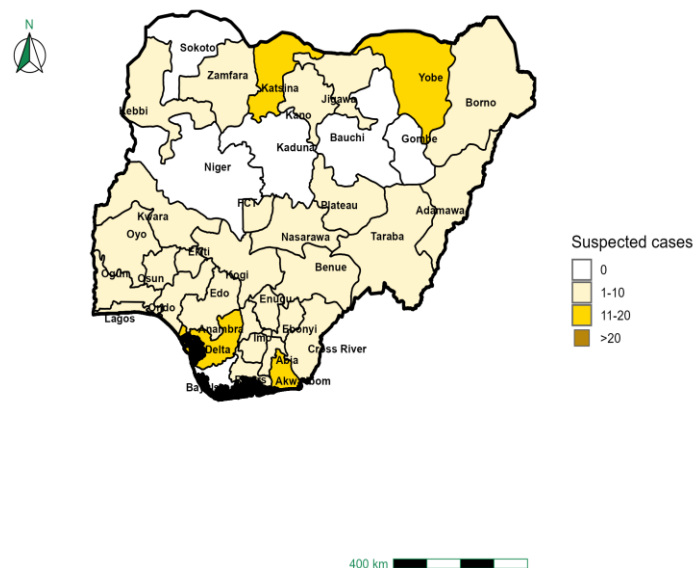 N
Sokoto
Zamfara
Katsina
Yobe
Jigawa
Borno
Kebbi
Kano
Bauchi
Gombe
Kaduna
Niger
FCT
Plateau
Adamawa
Kwara
Oyo
Nasarawa
Taraba
Ekiti
Benue
Ogun
Osun
Kogi
Edo
Enugu
Ondo
Lagos
Anambra
Ebonyi
Imo
Delta
Cross River
Abia
Akwa Ibom
Suspected cases
0
1-10
11-20
>20
400 km